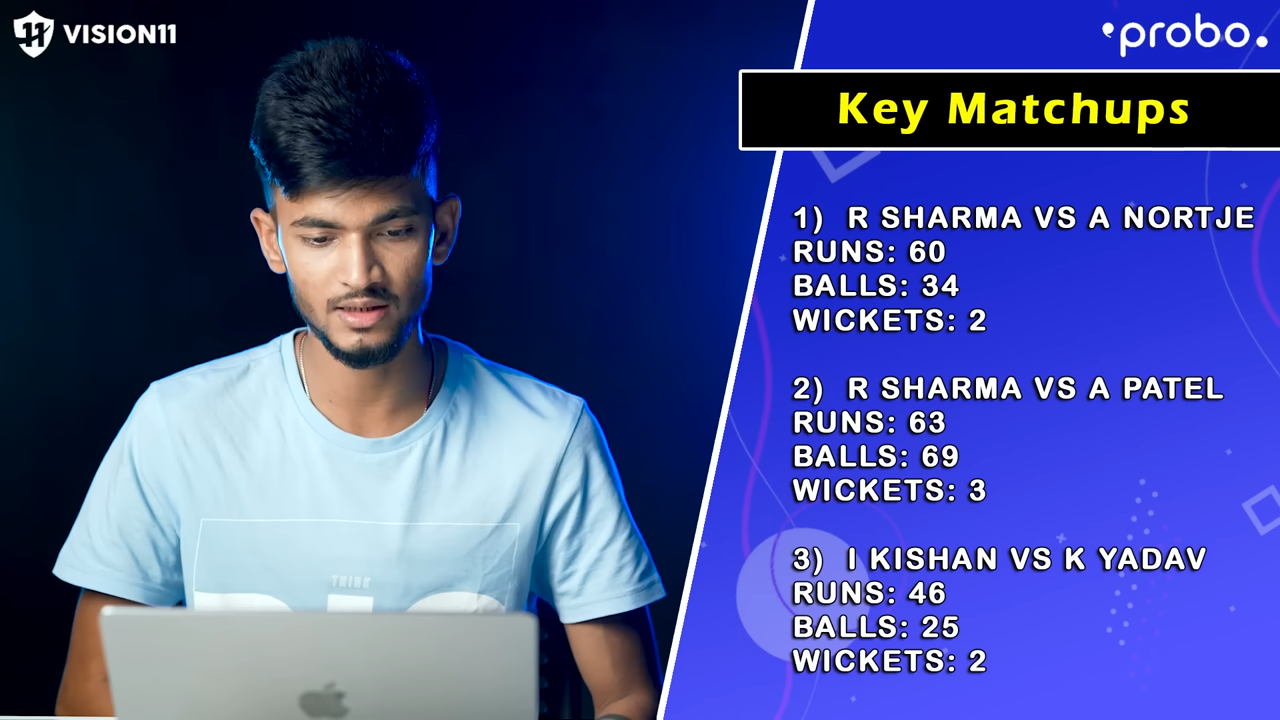 VISION11
probo.
Key Matchups
1) R SHARMA VS A NORTJE
RUNS: 60
BALLS: 34
WICKETS: 2
2) R SHARMA VS A PATEL
RUNS: 63
BALLS: 69
WICKETS: 3
3) I KISHAN VS K YADAV
RUNS: 46
BALLS: 25
WICKETS: 2
THINK